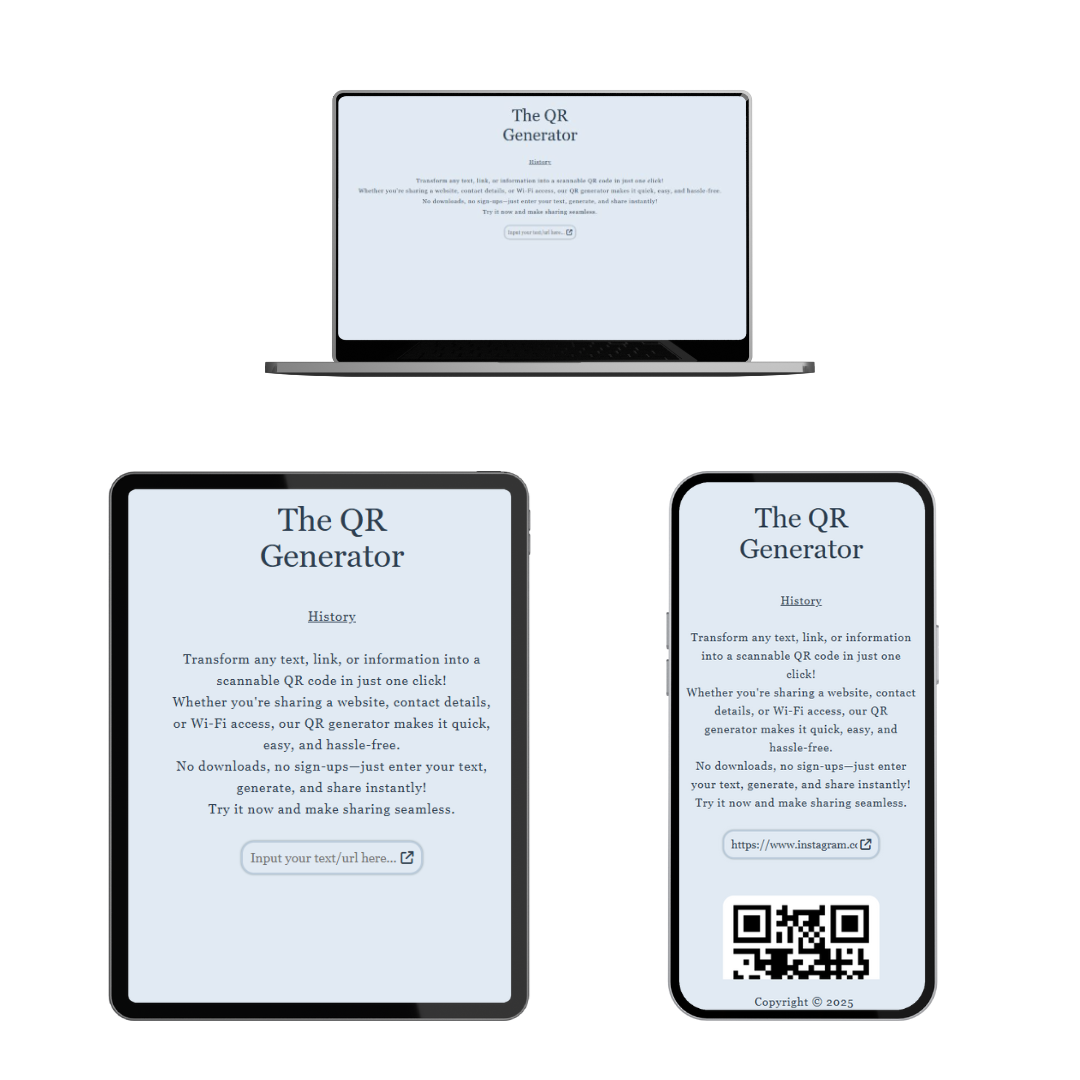 The QR
Generator
History
Transform any text, link, or information into a scannable QR code in just one click!
Whether you're sharing a website, contact details, or Wi-Fi access, our QR generator makes it quick, easy, and hassle-free.
No downloads, no sign-ups—just enter your text, generate, and share instantly!
Try it now and make sharing seamless.
Input your text/url here...
The QR
Generator
History
Transform any text, link, or information into a
scannable QR code in just one click!
Whether you're sharing a website, contact details,
or Wi-Fi access, our QR generator makes it quick,
easy, and hassle-free.
No downloads, no sign-ups—just enter your text,
generate, and share instantly!
Try it now and make sharing seamless.
Input your text/url here...
The QR
Generator
History
Transform any text, link, or information
into a scannable QR code in just one
click!
Whether you're sharing a website, contact
details, or Wi-Fi access, our QR
generator makes it quick, easy, and
hassle-free.
No downloads, no sign-ups—just enter
your text, generate, and share instantly!
Try it now and make sharing seamless.
https://www.instagram.co
Copyright © 2025